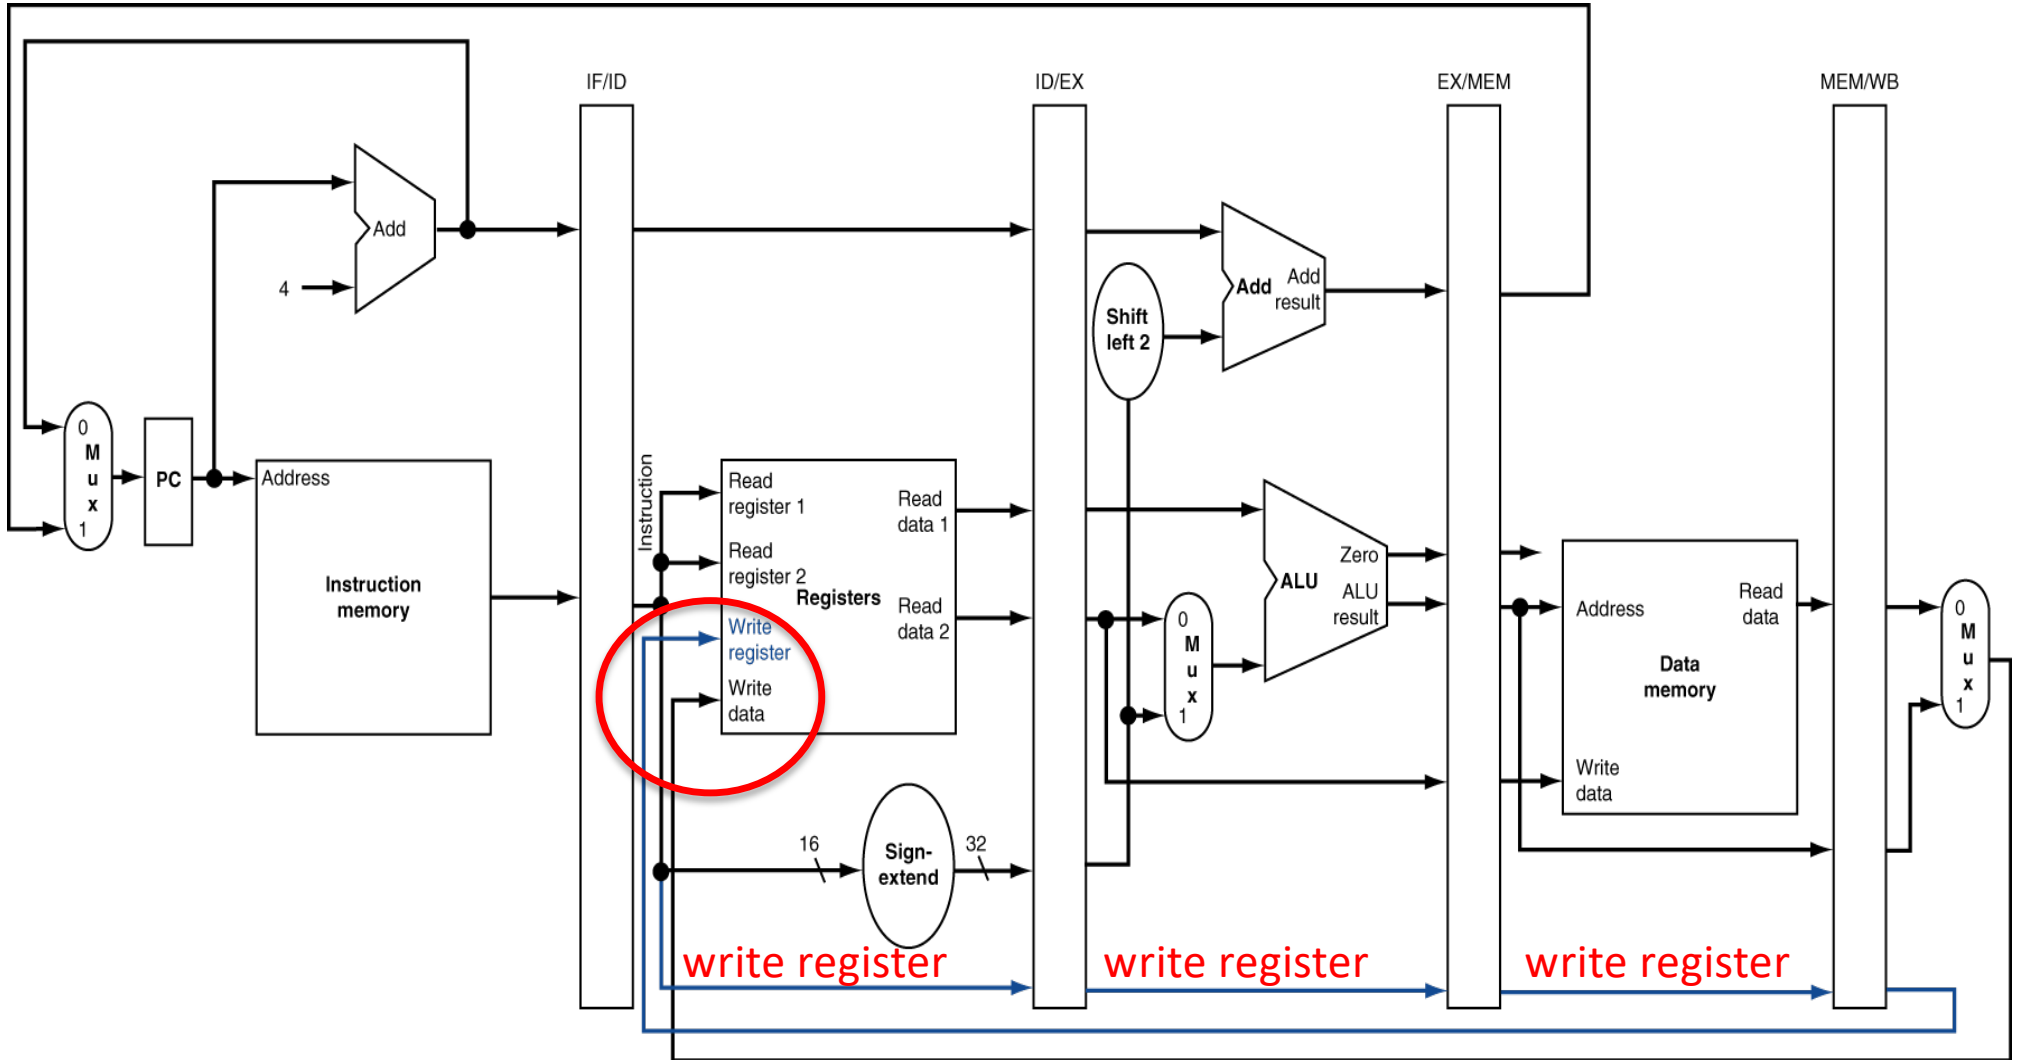 IF/ID
ID/EX
EX/MEM
MEM/WB
Add
4
Add
Add
result
Shift
left 2
0
M
u
x
1
PC
Address
Instruction
memory
Instruction
Read
register 1
Read
register 2
Registers
Write
register
Write
data
Read
data 1
Read
data 2
0
M
u
x
1
Zero
ALU
ALU
result
Address
Read
data
Data
memory
Write
data
0
M
u
x
1
16
Sign-
extend
32
write register
write register
write register